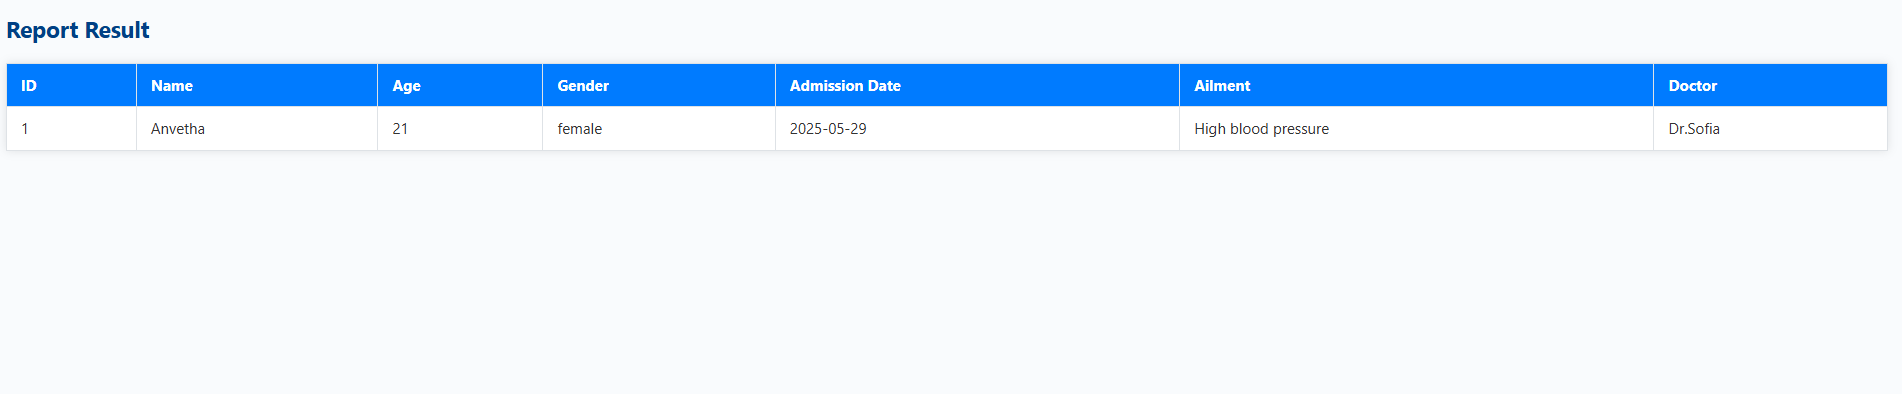 Report Result
ID Name Age Gender Admission Date Ailment Doctor
1 Anvetha 21 female 2025-05-29 High blood pressure Dr.Sofia